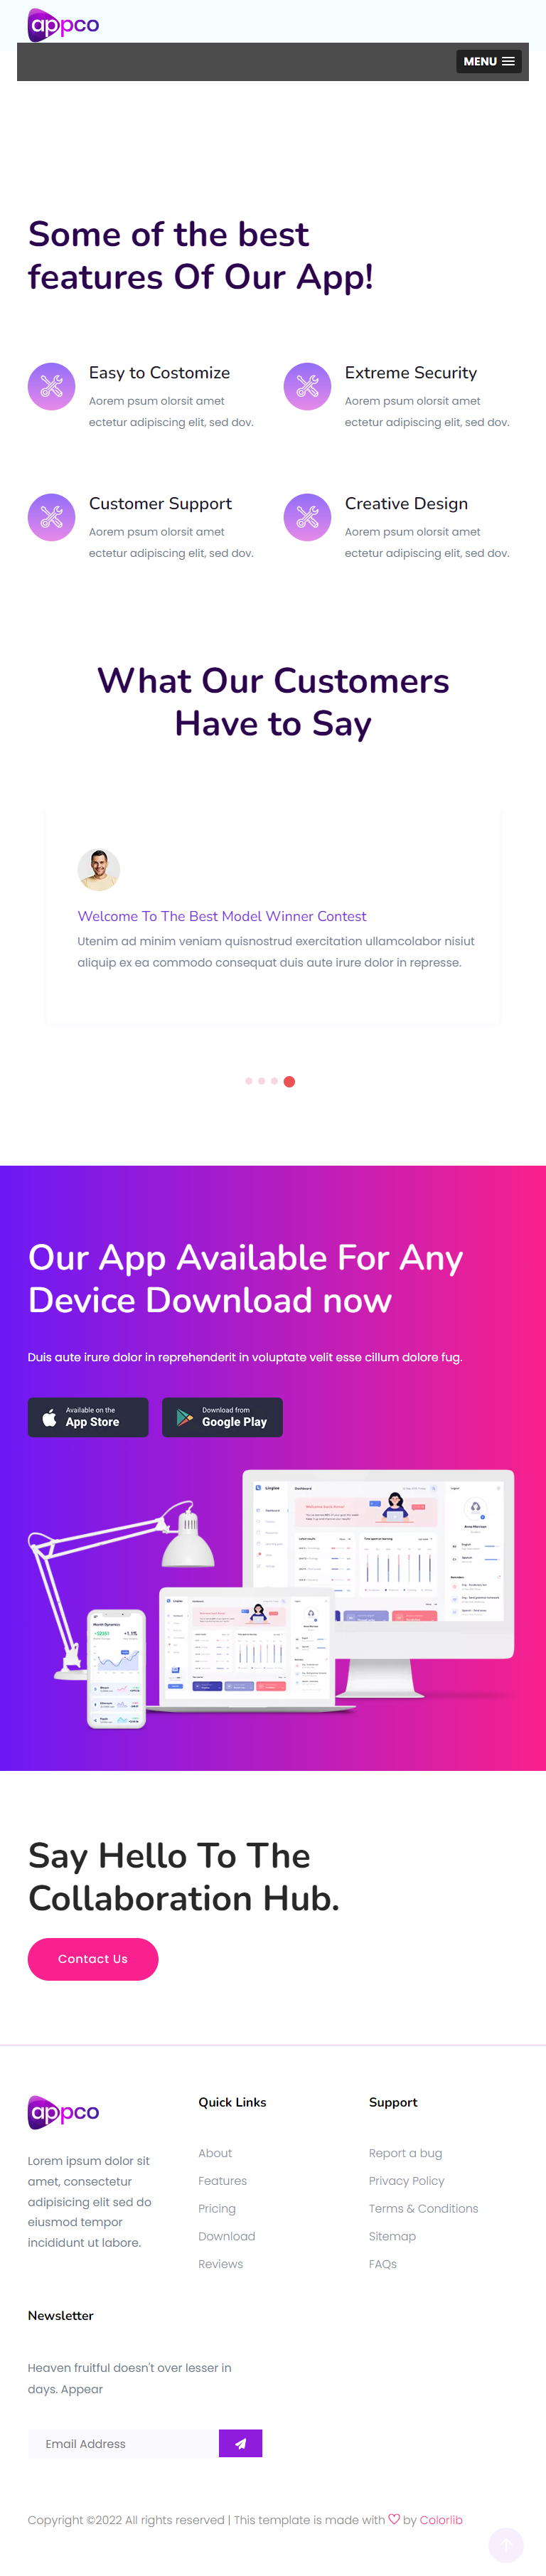 appco
MENU
Some of the best
features Of Our App!
Easy to Costomize
Aorem psum olorsit amet
ectetur adipiscing elit, sed dov.
Extreme Security
Aorem psum olorsit amet
ectetur adipiscing elit, sed dov.
Customer Support
Aorem psum olorsit amet
ectetur adipiscing elit, sed dov.
Creative Design
Aorem psum olorsit amet
ectetur adipiscing elit, sed dov.
What Our Customers
Have to Say
Welcome To The Best Model Winner Contest
Utenim ad minim veniam quisnostrud exercitation ullamcolabor nisiut
aliquip ex ea commodo consequat duis aute irure dolor in represse.
Our App Available For Any
Device Download now
Duis aute irure dolor in reprehenderit in voluptate velit esse cillum dolore fug.
Available on the
App Store
Download from
Google Play
Say Hello To The
Collaboration Hub.
Contact Us
appco
Lorem ipsum dolor sit
amet, consectetur
adipisicing elit sed do
eiusmod tempor
incididunt ut labore.
Quick Links
About
Features
Pricing
Download
Reviews
Support
Report a bug
Privacy Policy
Terms & Conditions
Sitemap
FAQs
Newsletter
Heaven fruitful doesn't over lesser in
days. Appear
Email Address
Copyright ©2022 All rights reserved | This template is made with ♡ by Colorlib